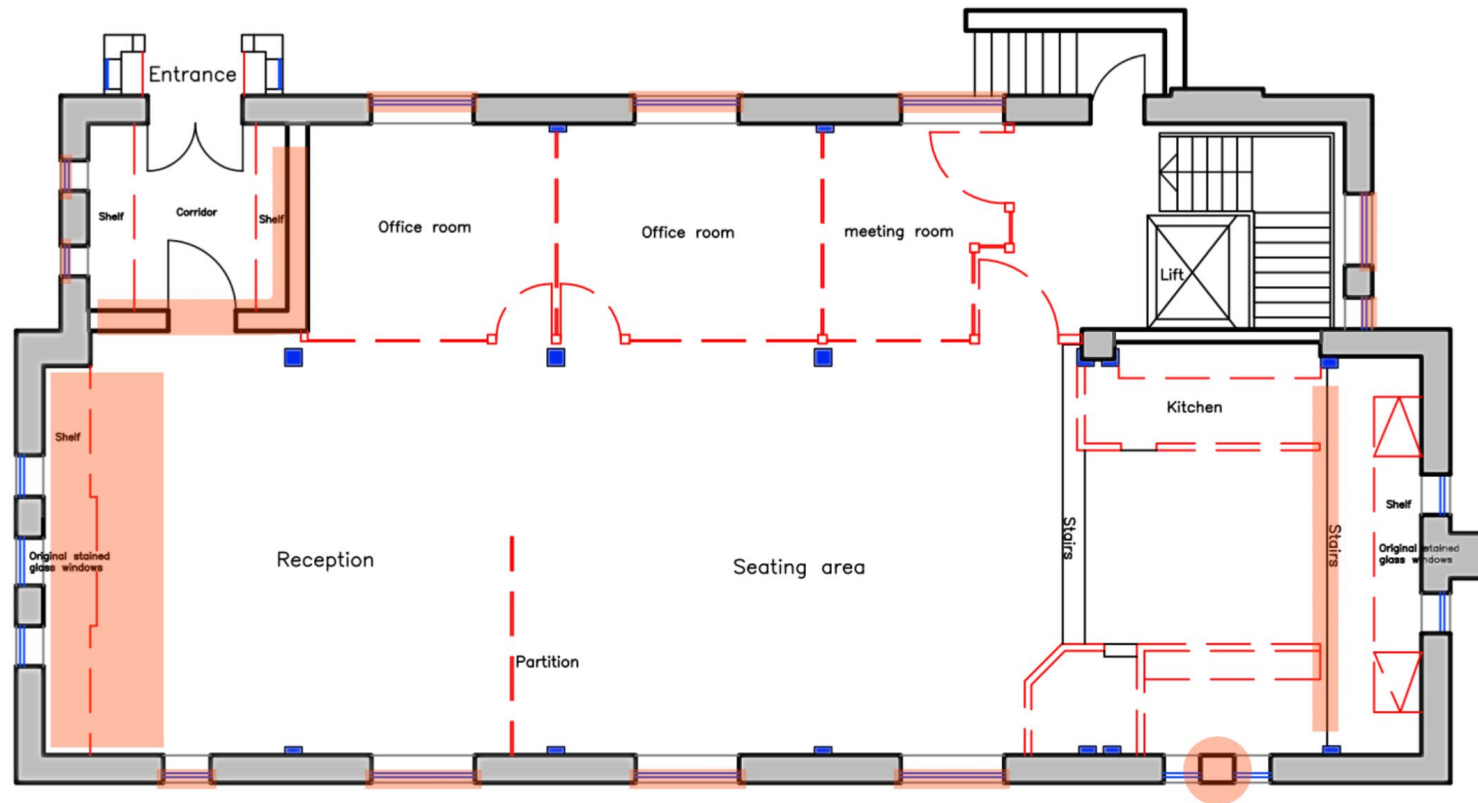 Entrance
Shelf
Corridor
Shelf
Office room
Office room
meeting room
Lift
Kitchen
Shelf
Stairs
Stairs
Shelf
Original stained
glass windows
Reception
Seating area
Original stained
glass windows
Partition